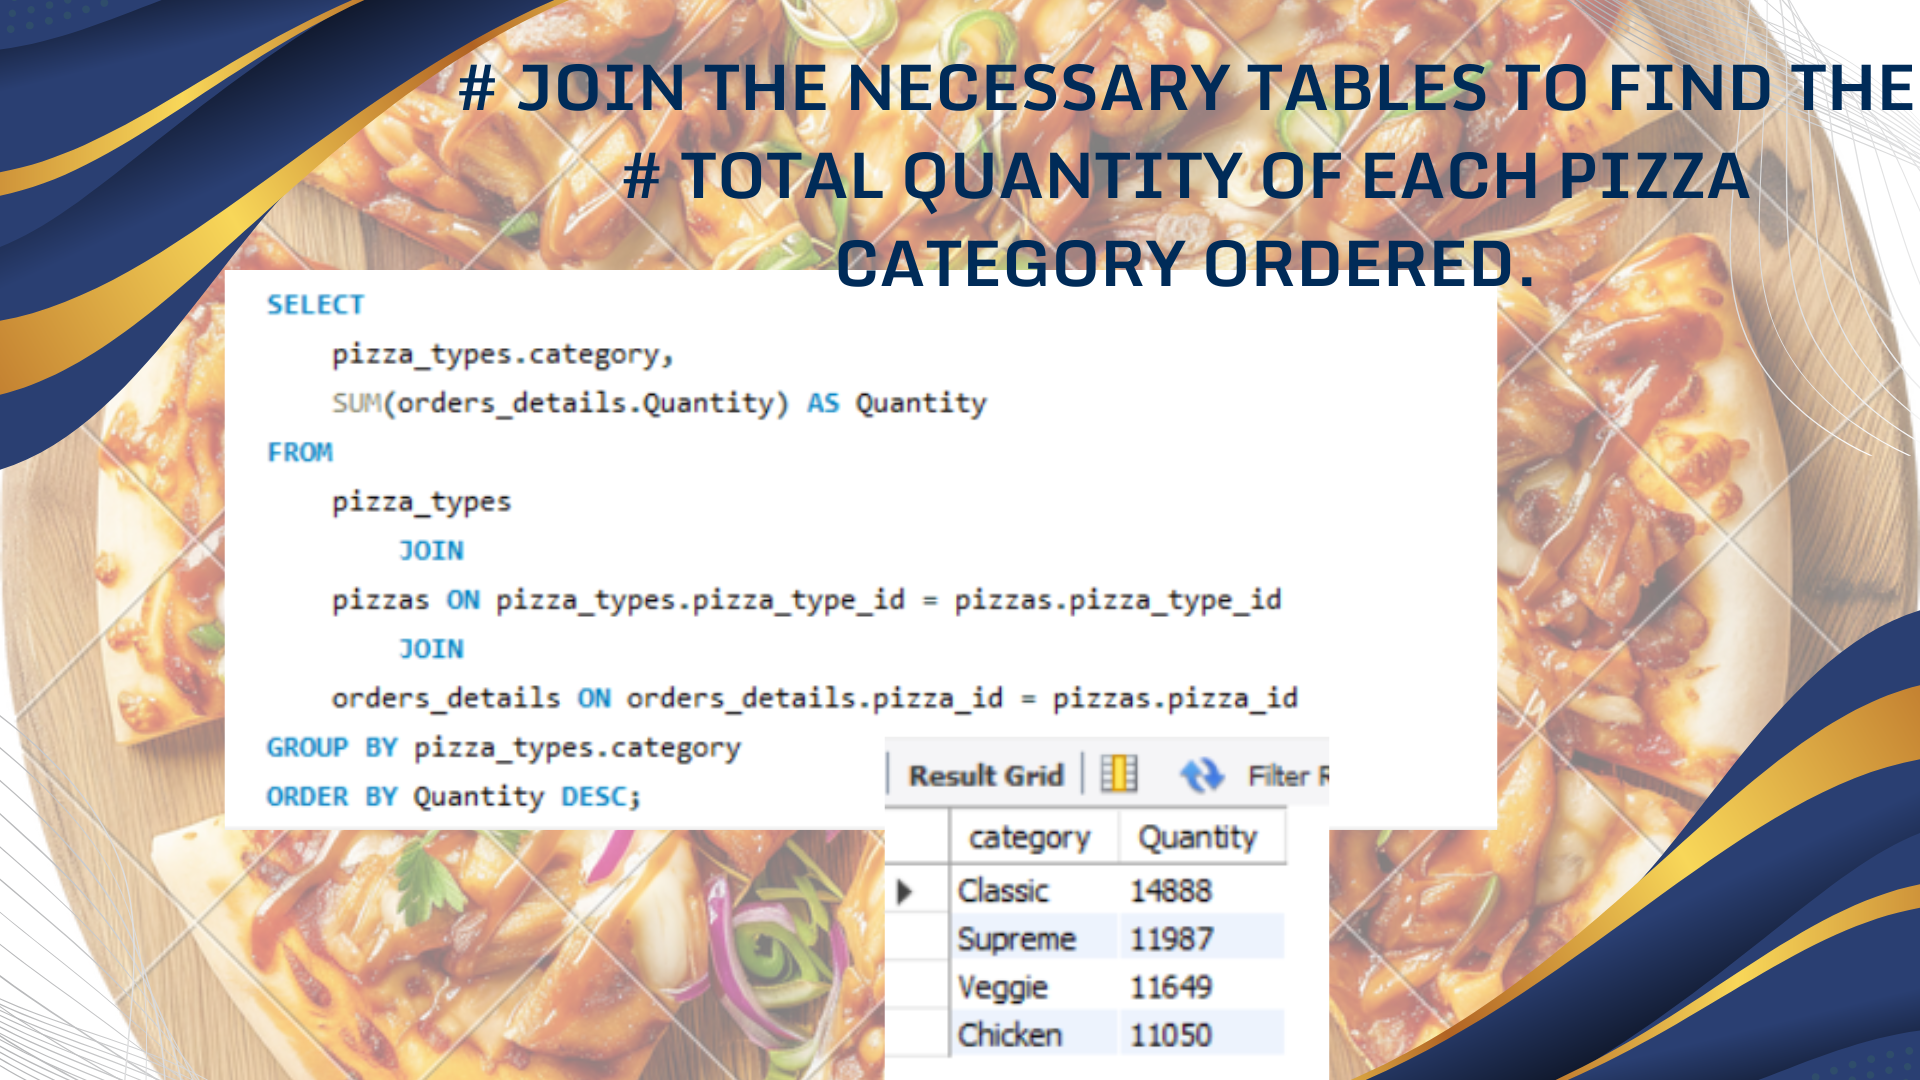 # JOIN THE NECESSARY TABLES TO FIND THE
# TOTAL QUANTITY OF EACH PIZZA
CATEGORY ORDERED.
SELECT
pizza_types.category,
SUM(orders_details.Quantity) AS Quantity
FROM
pizza_types
JOIN
pizzas ON pizza_types.pizza_type_id = pizzas.pizza_type_id
JOIN
orders_details ON orders_details.pizza_id = pizzas.pizza_id
GROUP BY pizza_types.category
ORDER BY Quantity DESC;
Result Grid Filter R
category Quantity
Classic 14888
Supreme 11987
Veggie 11649
Chicken 11050